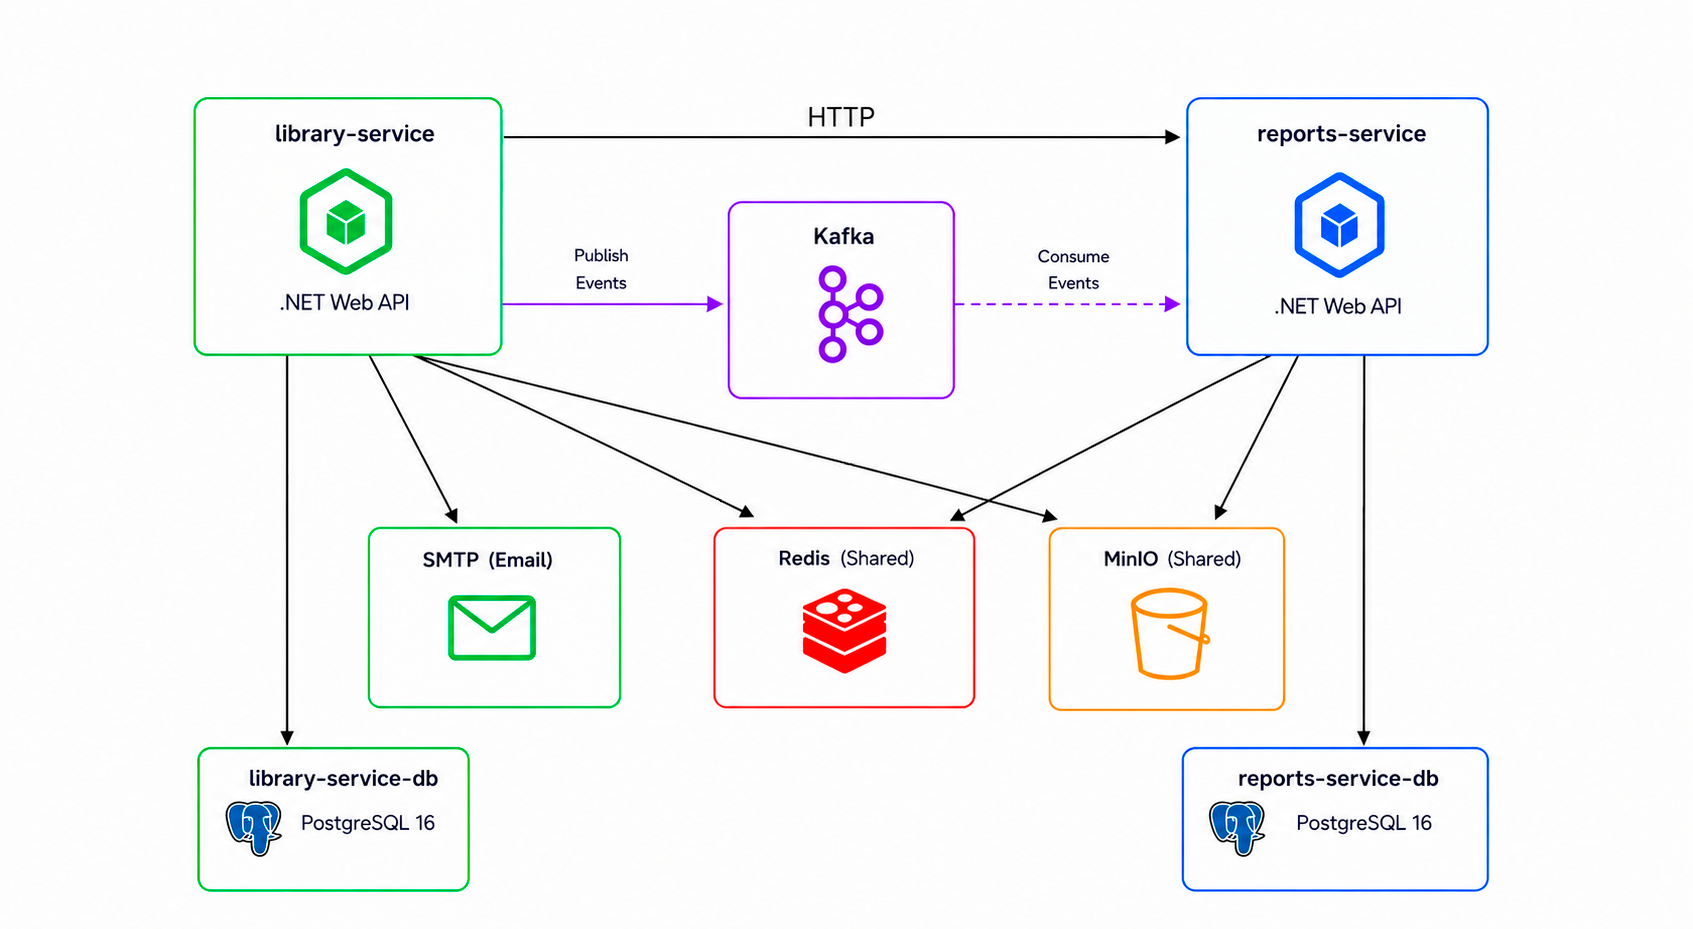 HTTP
library-service
reports-service
Kafka
Publish
Events
Consume
Events
.NET Web API
.NET Web API
SMTP (Email)
Redis (Shared)
MinIO (Shared)
library-service-db
PostgreSQL 16
reports-service-db
PostgreSQL 16